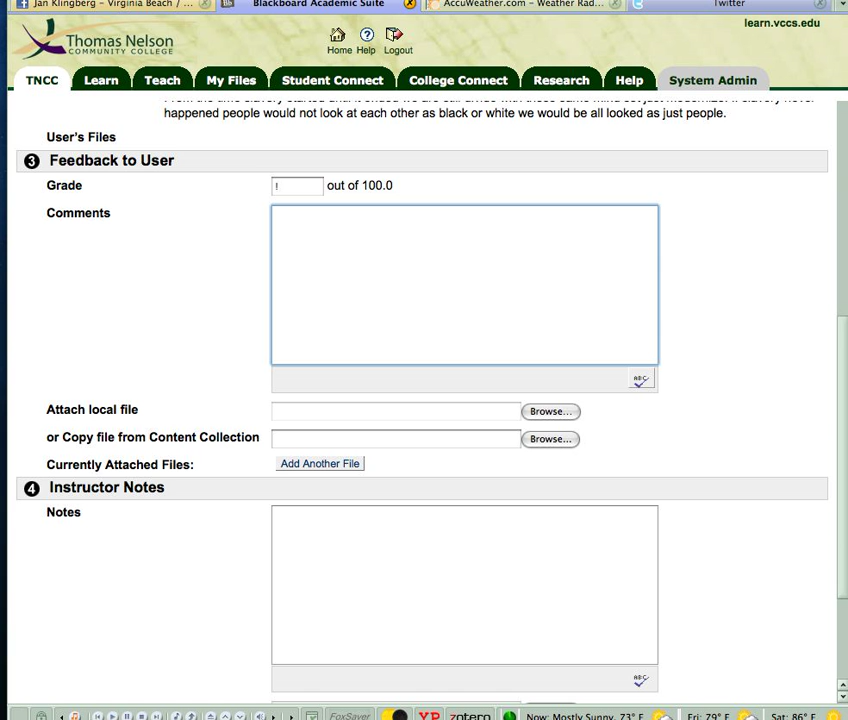 Jan Klingberg – Virginia Beach / ...
Blackboard Academic Suite
AccuWeather.com – Weather Rad...
Twitter
learn.vccs.edu
Thomas Nelson
COMMUNITY COLLEGE
Home Help Logout
TNCC Learn Teach My Files Student Connect College Connect Research Help System Admin
happened people would not look at each other as black or white we would be all looked as just people.
User's Files
3 Feedback to User
Grade ! out of 100.0
Comments
ABC
Attach local file Browse...
or Copy file from Content Collection Browse...
Currently Attached Files: Add Another File
4 Instructor Notes
Notes
ABC
FoxSaver YP zotero Now: Mostly Sunny, 73° F Fri: 79° F Sat: 86° F